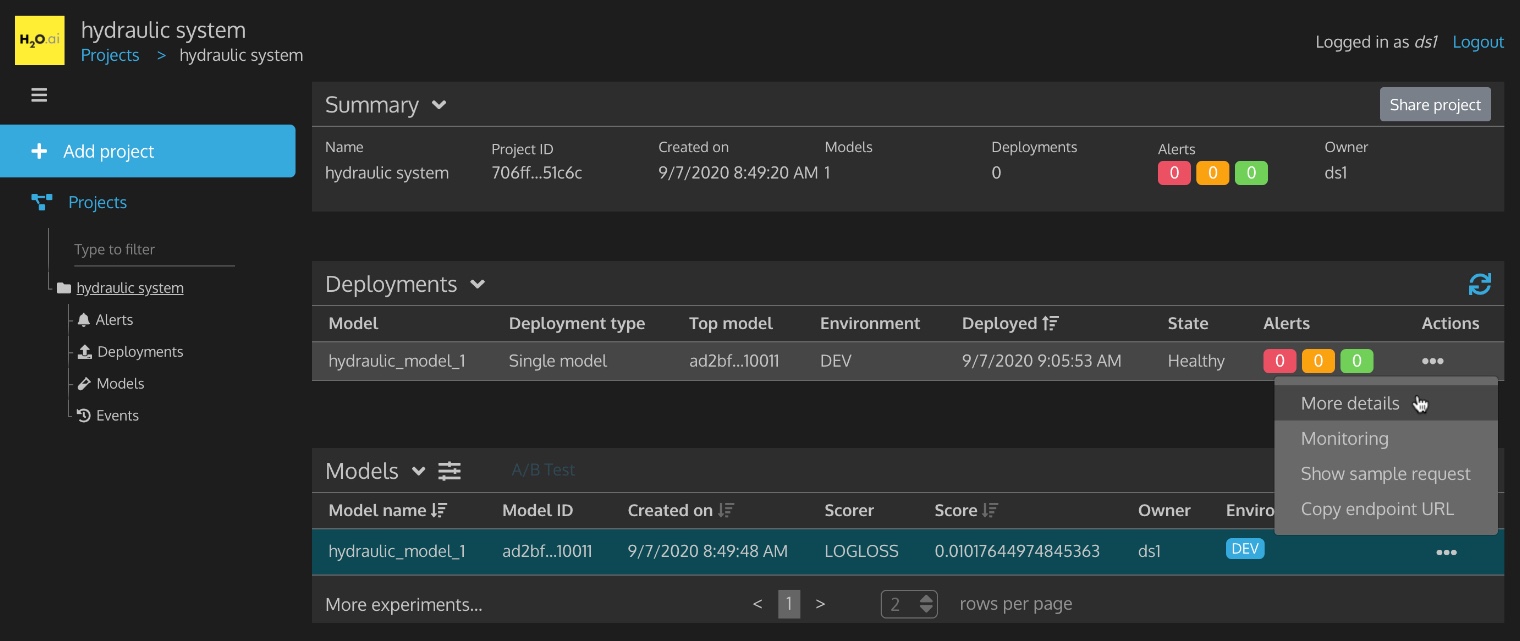 H2O.ai
hydraulic system
Projects > hydraulic system
Logged in as ds1 Logout
Add project
Projects
Type to filter
hydraulic system
Alerts
Deployments
Models
Events
Summary
Share project
Name Project ID Created on Models Deployments Alerts Owner
hydraulic system 706ff...51c6c 9/7/2020 8:49:20 AM 1 0 0 0 0 ds1
Deployments
Model Deployment type Top model Environment Deployed State Alerts Actions
hydraulic_model_1 Single model ad2bf...10011 DEV 9/7/2020 9:05:53 AM Healthy 0 0 0 •••
More details
Monitoring
Show sample request
Copy endpoint URL
Models A/B Test
Model name Model ID Created on Scorer Score Owner Enviro
hydraulic_model_1 ad2bf...10011 9/7/2020 8:49:48 AM LOGLOSS 0.01017644974845363 ds1 DEV •••
More experiments... < 1 > 2 rows per page